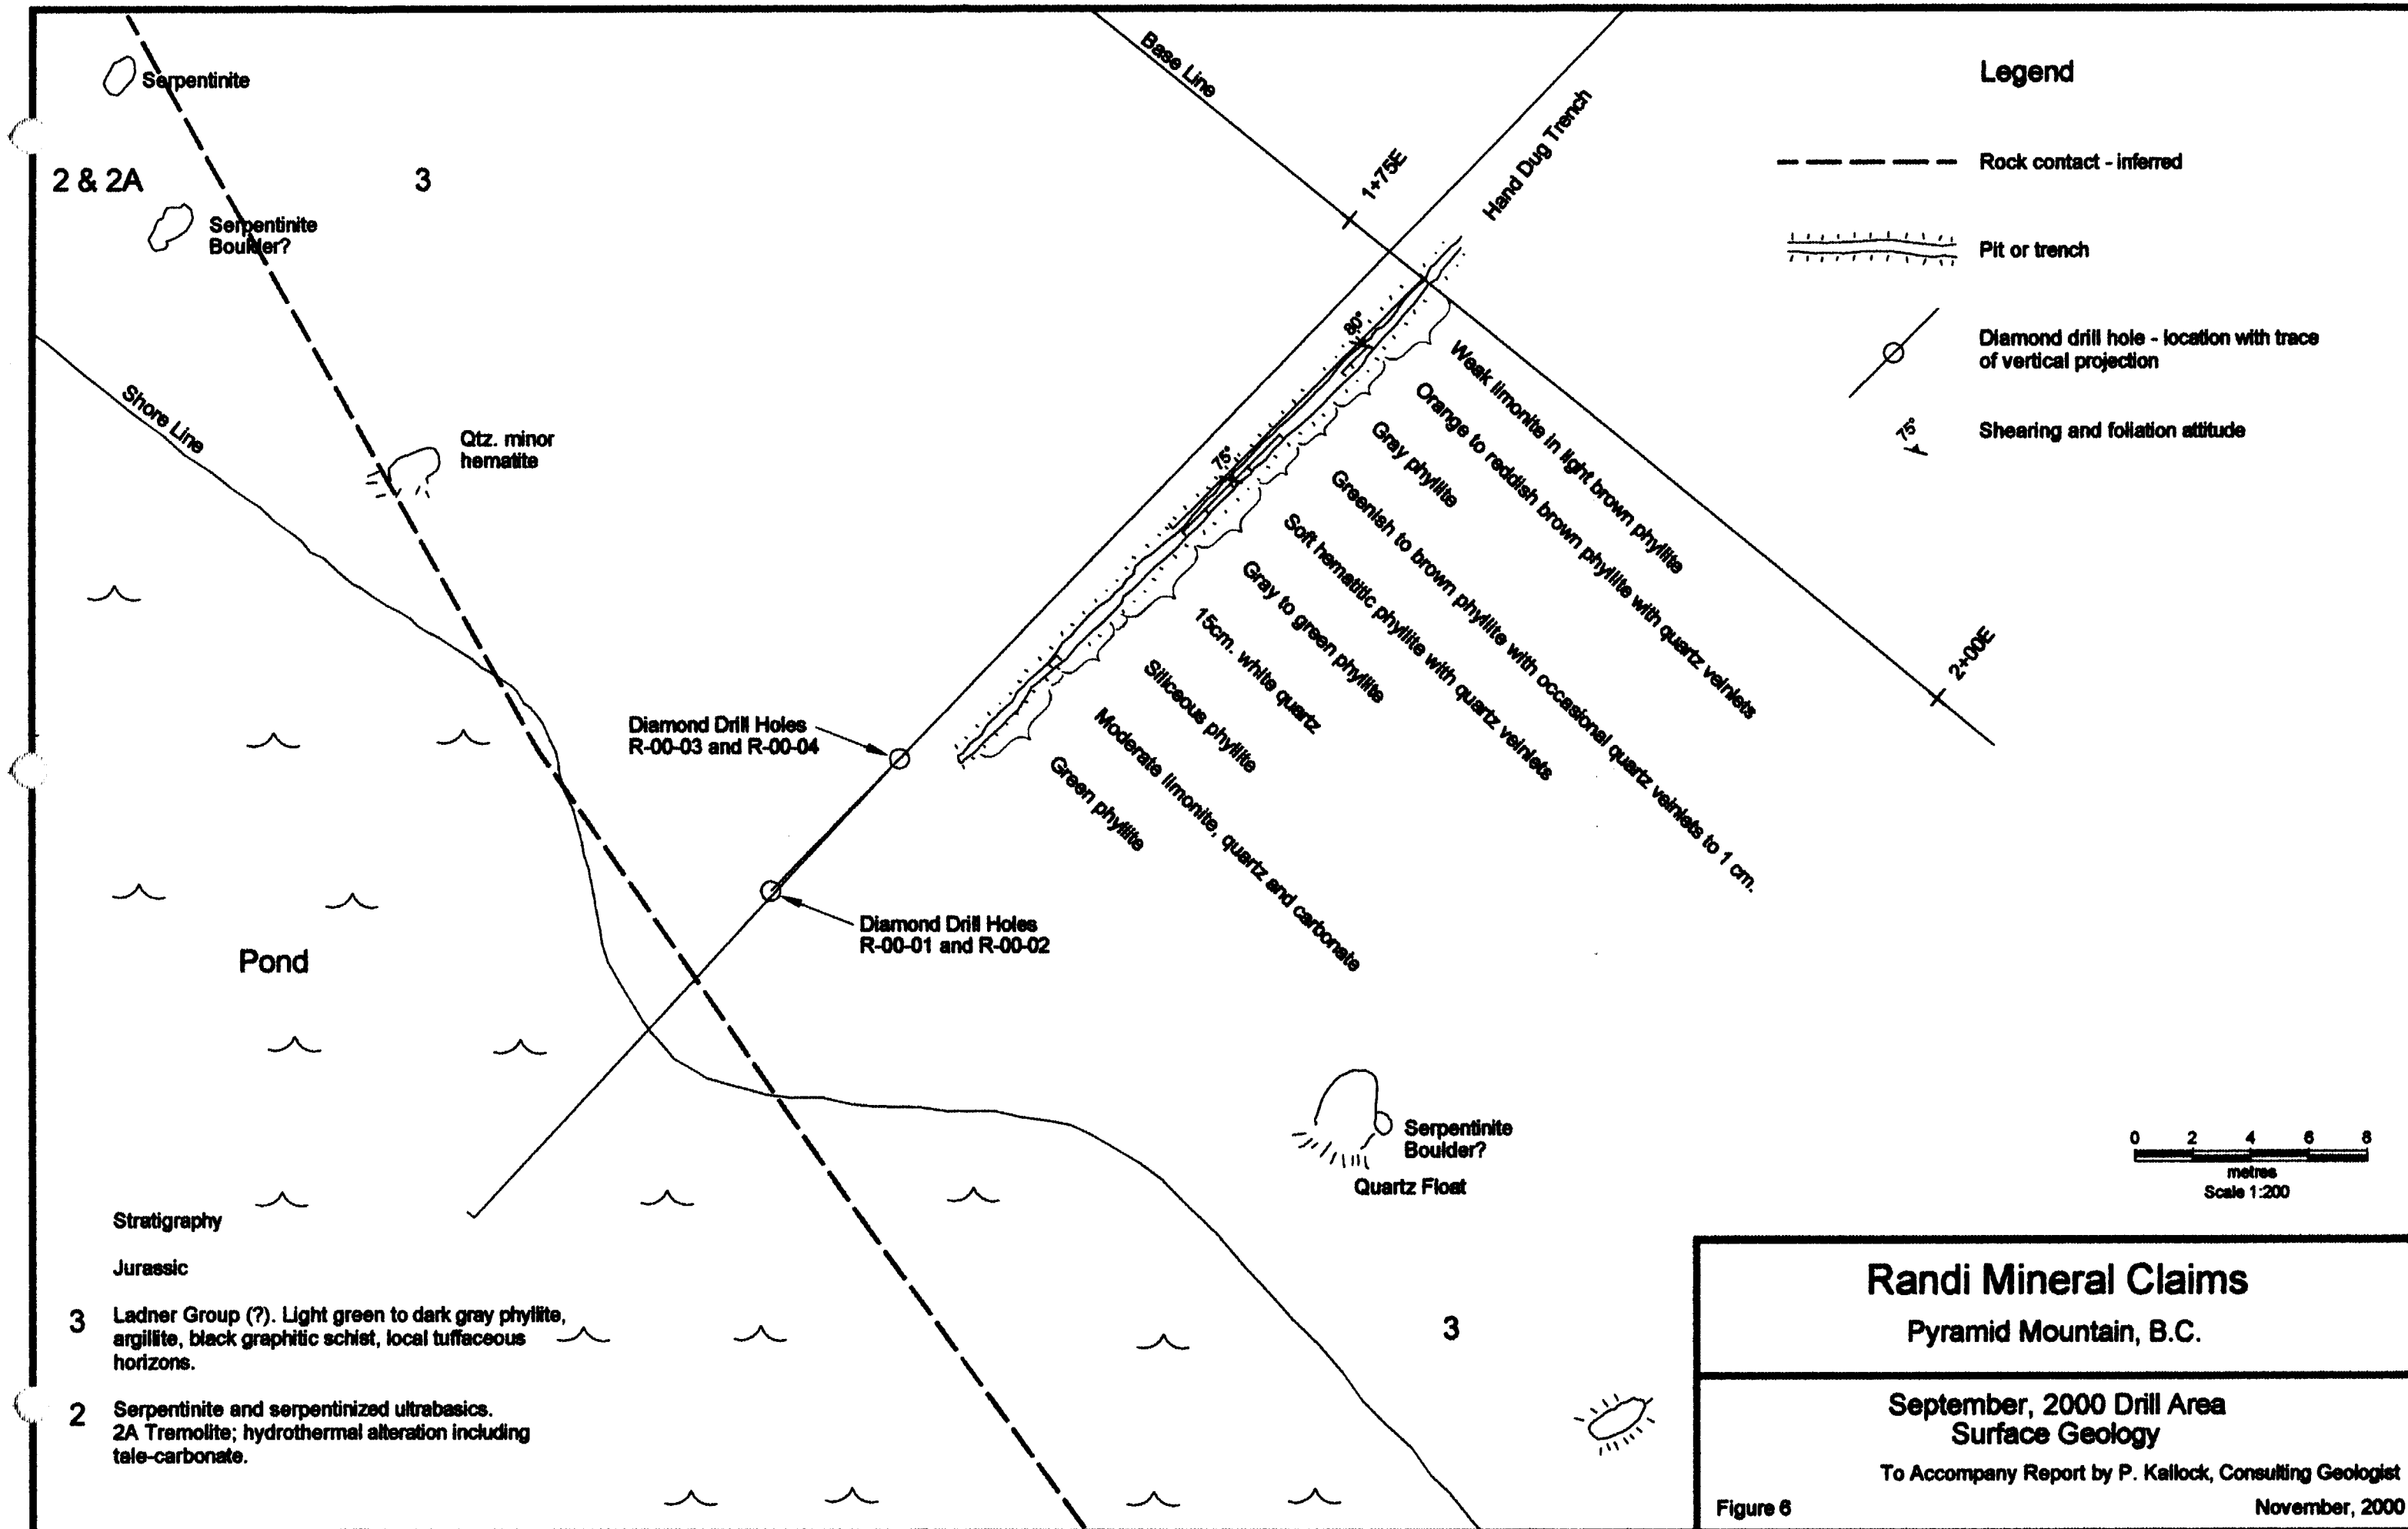 Serpentinite
2 & 2A
3
Serpentinite
Boulder?
Base Line
1+75E
Hand Dug Trench
Legend
Rock contact - inferred
Pit or trench
Diamond drill hole - location with trace
of vertical projection
75°
Shearing and foliation attitude
Shore Line
Qtz. minor
hematite
80°
75°
Weak limonite in light brown phyllite
Orange to reddish brown phyllite with quartz veinlets
Gray phyllite
Greenish to brown phyllite with occasional quartz veinlets to 1 cm.
Soft hematitic phyllite with quartz veinlets
Gray to green phyllite
15cm. white quartz
Siliceous phyllite
Moderate limonite, quartz and carbonate
Green phyllite
2+00E
Diamond Drill Holes
R-00-03 and R-00-04
Diamond Drill Holes
R-00-01 and R-00-02
Pond
Serpentinite
Boulder?
Quartz Float
0 2 4 6 8
metres
Scale 1:200
Stratigraphy
Jurassic
3 Ladner Group (?). Light green to dark gray phyllite,
argillite, black graphitic schist, local tuffaceous
horizons.
2 Serpentinite and serpentinized ultrabasics.
2A Tremolite; hydrothermal alteration including
talc-carbonate.
3
Randi Mineral Claims
Pyramid Mountain, B.C.
September, 2000 Drill Area
Surface Geology
To Accompany Report by P. Kallock, Consulting Geologist
Figure 6
November, 2000